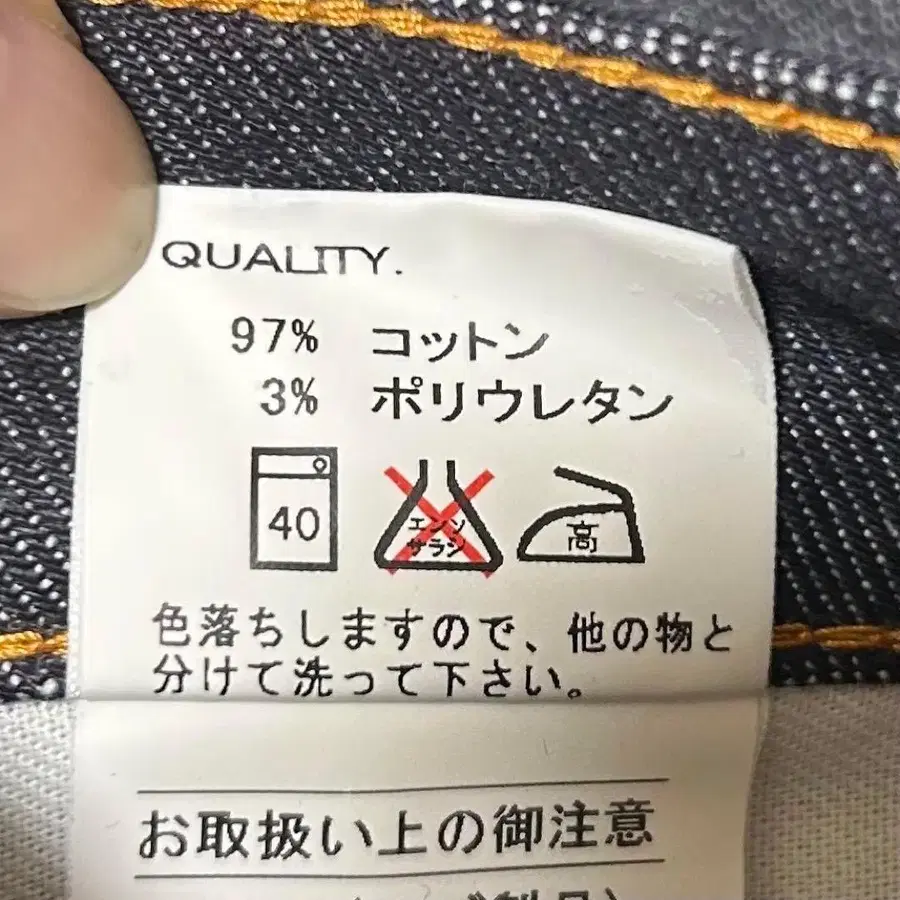 QUALITY.
97% コットン
3% ポリウレタン
40
エンソ
サラシ
高
色落ちしますので、他の物と
分けて洗って下さい。
お取扱い上の御注意